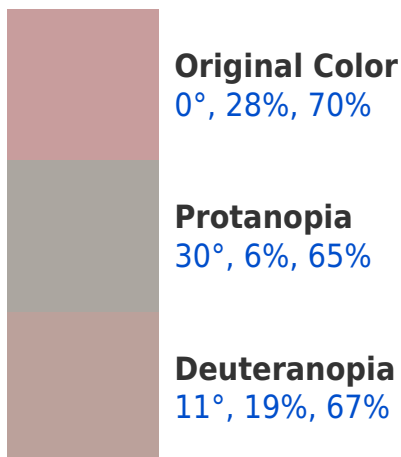 Original Color
0°, 28%, 70%
Protanopia
30°, 6%, 65%
Deuteranopia
11°, 19%, 67%